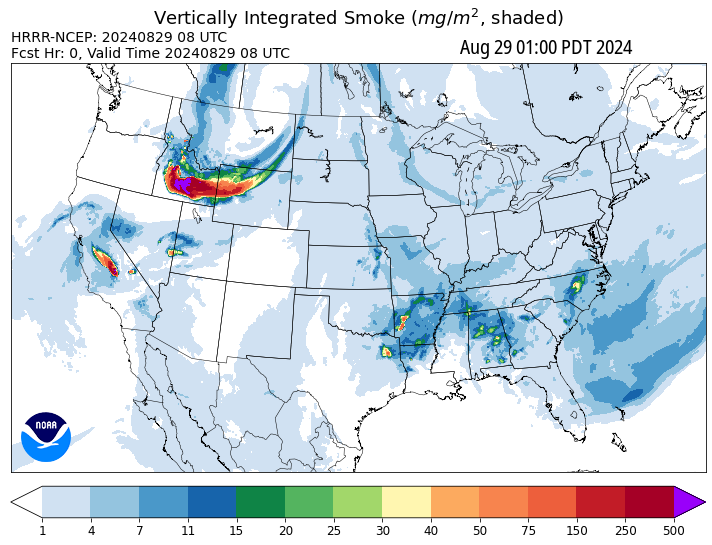 Vertically Integrated Smoke (mg/m², shaded)
HRRR-NCEP: 20240829 08 UTC
Fcst Hr: 0, Valid Time 20240829 08 UTC
Aug 29 01:00 PDT 2024
NOAA
1 4 7 11 15 20 25 30 40 50 75 150 250 500